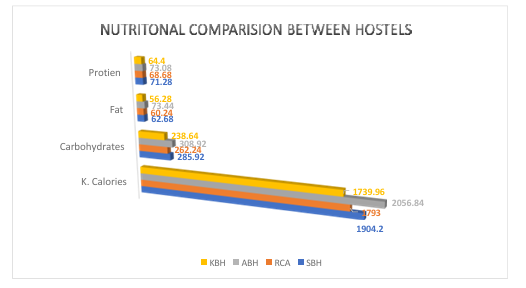 NUTRITONAL COMPARISION BETWEEN HOSTELS
Protien
64.4
73.08
68.68
71.28
Fat
56.28
73.44
60.24
62.68
Carbohydrates
238.64
308.92
262.24
285.92
K. Calories
1739.96
2056.84
1793
1904.2
KBH ABH RCA SBH